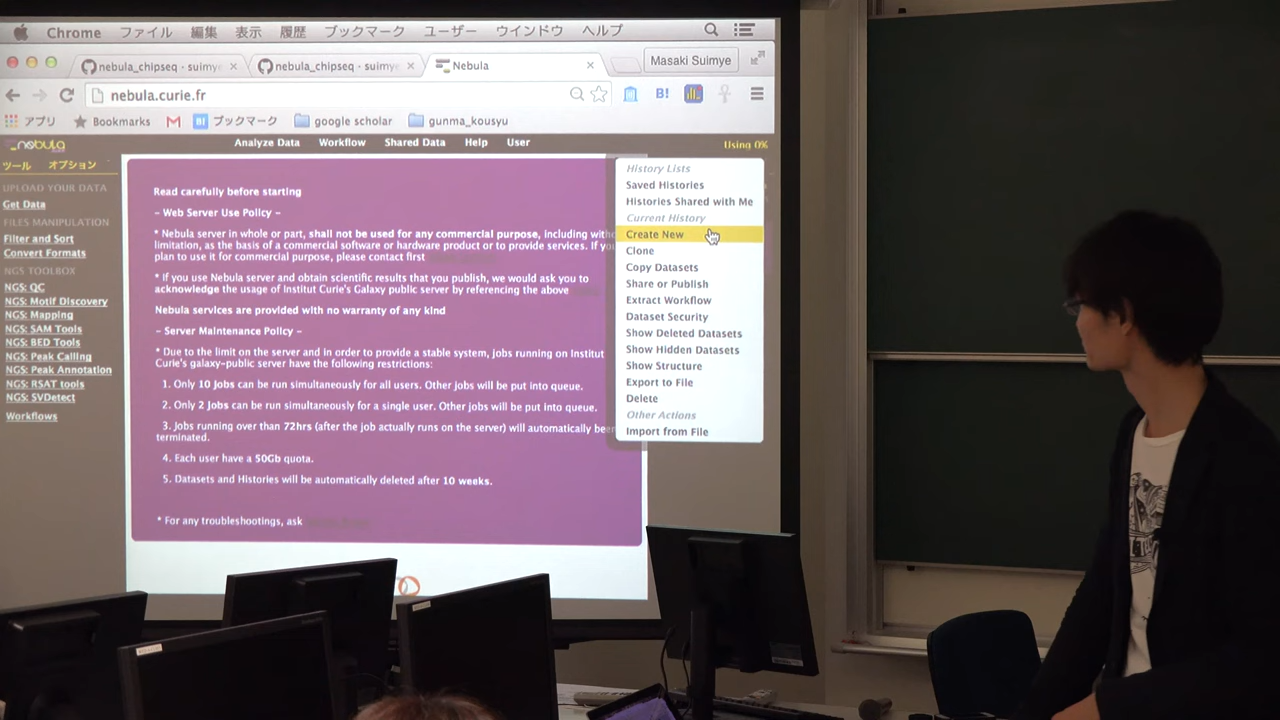 Chrome ファイル 編集 表示 履歴 ブックマーク ユーザー ウインドウ ヘルプ
nebula_chipseq · suimye × nebula_chipseq · suimy × Nebula × Masaki Suimye
nebula.curie.fr B!
アプリ Bookmarks B! ブックマーク google scholar gunma_kousyu
nebula Analyze Data Workflow Shared Data Help User Using 0%
ツール オプション
UPLOAD YOUR DATA
Get Data
FILES MANIPULATION
Filter and Sort
Convert Formats
NGS TOOLBOX
NGS: QC
NGS: Motif Discovery
NGS: Mapping
NGS: SAM Tools
NGS: BED Tools
NGS: Peak Calling
NGS: Peak Annotation
NGS: RSAT tools
NGS: SVDetect
Workflows
Read carefully before starting
- Web Server Use Policy -
* Nebula server in whole or part, shall not be used for any commercial purpose, including with
limitation, as the basis of a commercial software or hardware product or to provide services. If you
plan to use it for commercial purpose, please contact first
* If you use Nebula server and obtain scientific results that you publish, we would ask you to
acknowledge the usage of Institut Curie's Galaxy public server by referencing the above
Nebula services are provided with no warranty of any kind
- Server Maintenance Policy -
* Due to the limit on the server and in order to provide a stable system, jobs running on Institut
Curie's galaxy-public server have the following restrictions:
1. Only 10 Jobs can be run simultaneously for all users. Other jobs will be put into queue.
2. Only 2 Jobs can be run simultaneously for a single user. Other jobs will be put into queue.
3. Jobs running over than 72hrs (after the job actually runs on the server) will automatically been
terminated.
4. Each user have a 50Gb quota.
5. Datasets and Histories will be automatically deleted after 10 weeks.
* For any troubleshootings, ask
History Lists
Saved Histories
Histories Shared with Me
Current History
Create New
Clone
Copy Datasets
Share or Publish
Extract Workflow
Dataset Security
Show Deleted Datasets
Show Hidden Datasets
Show Structure
Export to File
Delete
Other Actions
Import from File